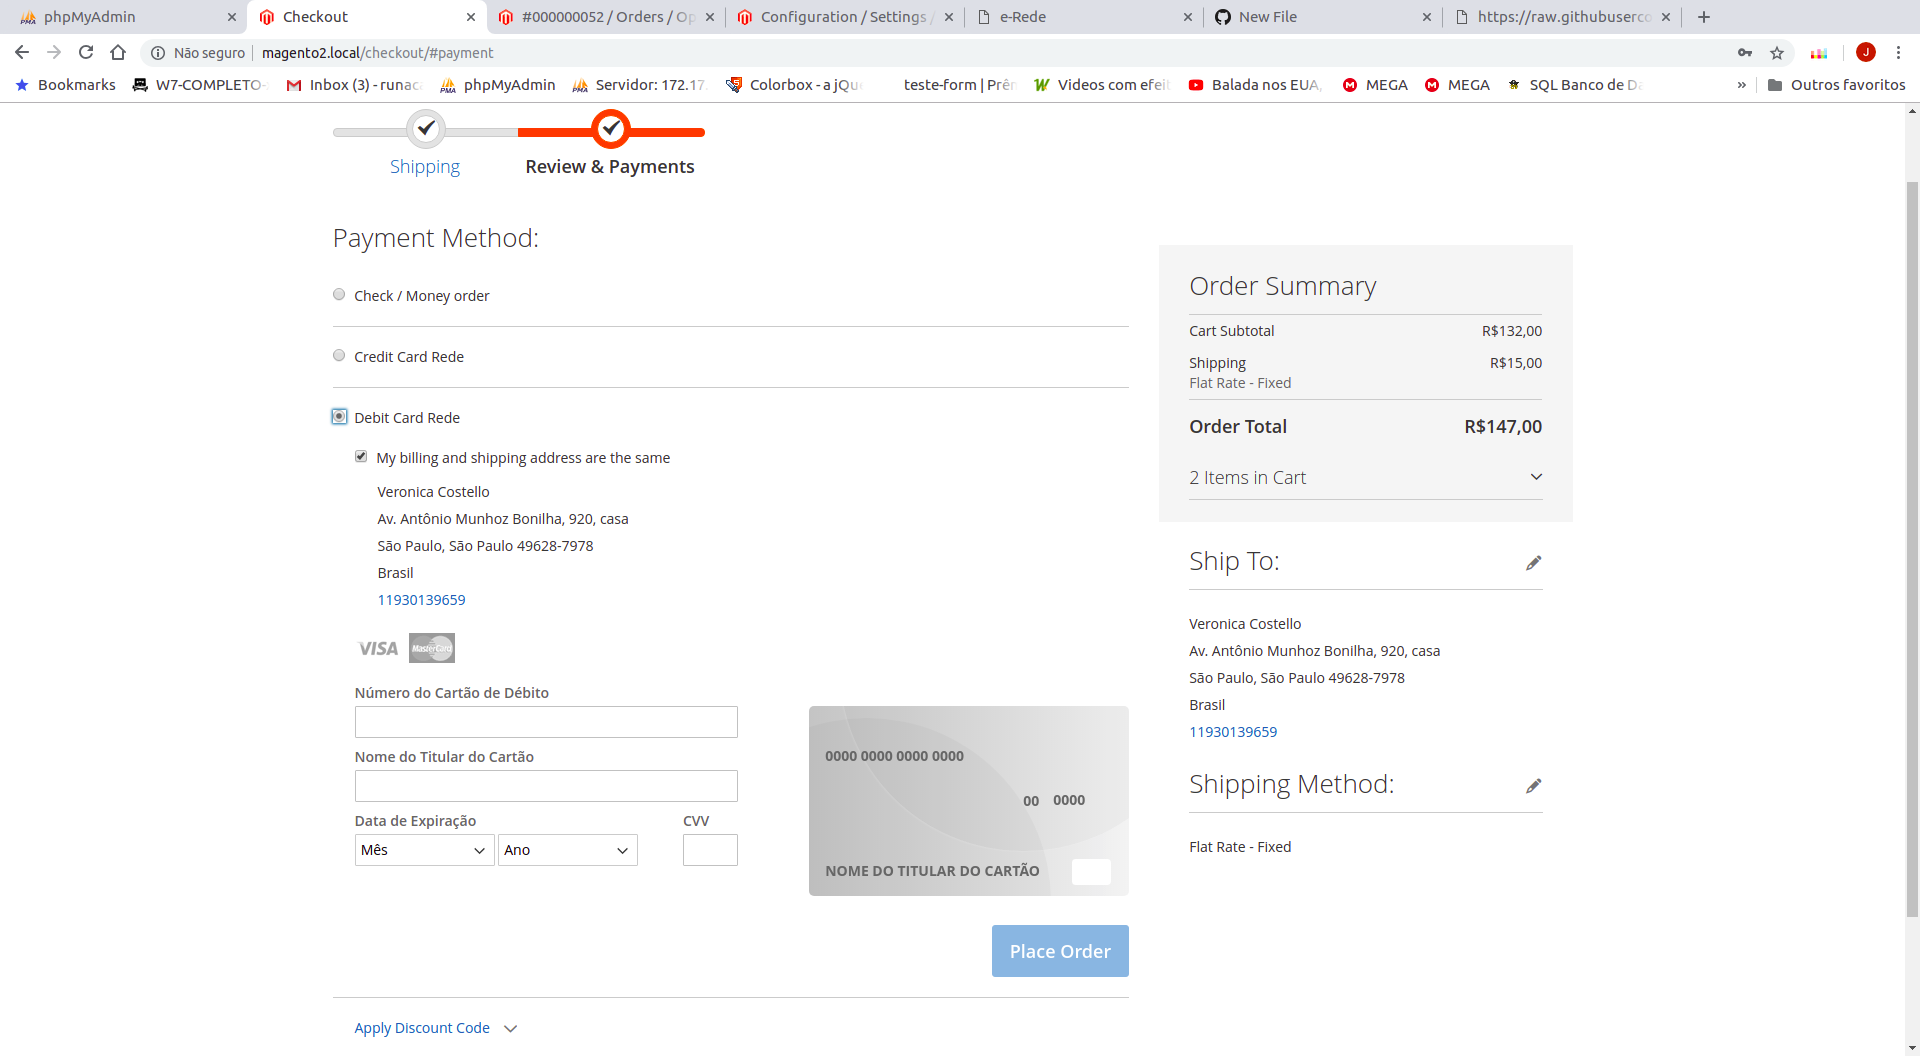 phpMyAdmin
Checkout
#000000052 / Orders / Op
Configuration / Settings /
e-Rede
New File
https://raw.githubuserco
Não seguro
magento2.local/checkout/#payment
J
Bookmarks
W7-COMPLETO-
Inbox (3) - runac
phpMyAdmin
Servidor: 172.17.
Colorbox - a jQue
teste-form | Prên
Videos com efeit
Balada nos EUA,
MEGA
MEGA
SQL Banco de Da
»
Outros favoritos
Shipping
Review & Payments
Payment Method:
Check / Money order
Credit Card Rede
Debit Card Rede
My billing and shipping address are the same
Veronica Costello
Av. Antônio Munhoz Bonilha, 920, casa
São Paulo, São Paulo 49628-7978
Brasil
11930139659
VISA
MasterCard
Número do Cartão de Débito
Nome do Titular do Cartão
Data de Expiração
CVV
Mês
Ano
0000 0000 0000 0000
00 0000
NOME DO TITULAR DO CARTÃO
Place Order
Apply Discount Code
Order Summary
Cart Subtotal R$132,00
Shipping R$15,00
Flat Rate - Fixed
Order Total R$147,00
2 Items in Cart
Ship To:
Veronica Costello
Av. Antônio Munhoz Bonilha, 920, casa
São Paulo, São Paulo 49628-7978
Brasil
11930139659
Shipping Method:
Flat Rate - Fixed